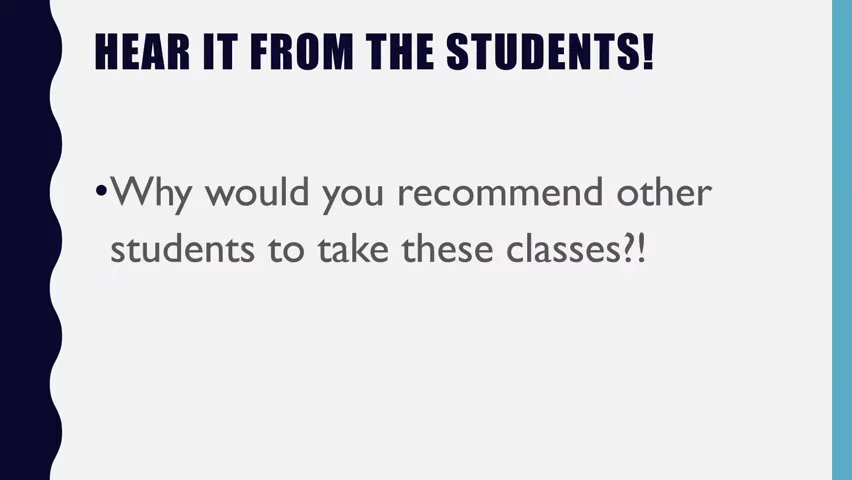 HEAR IT FROM THE STUDENTS!
•Why would you recommend other
students to take these classes?!